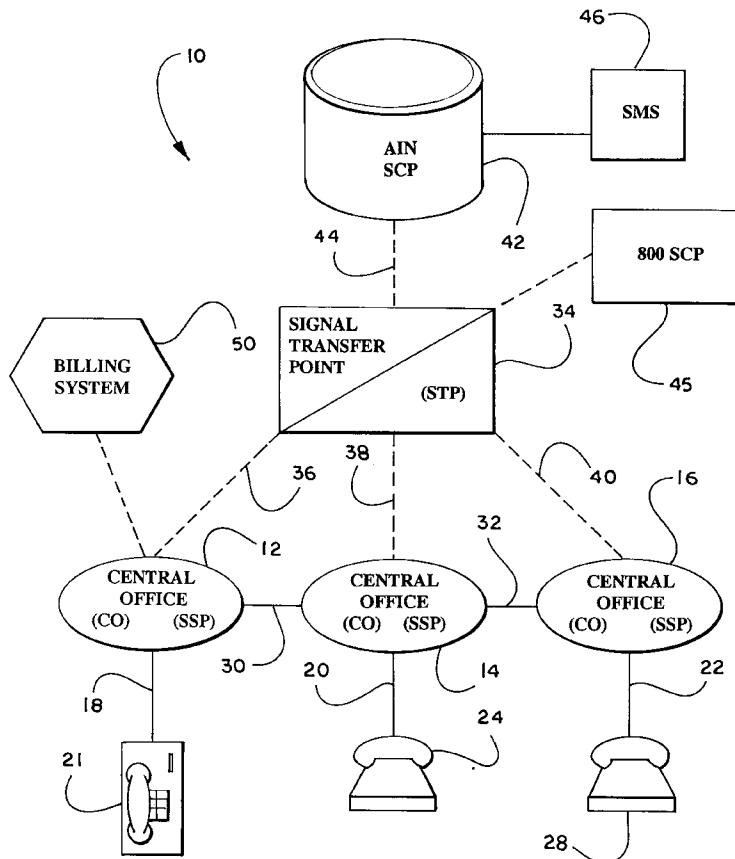 46
10
SMS
AIN
SCP
44
42
800 SCP
50
SIGNAL
TRANSFER
POINT
34
BILLING
SYSTEM
(STP)
45
38
36
40
16
12
32
CENTRAL
OFFICE
(CO) (SSP)
CENTRAL
OFFICE
(CO) (SSP)
CENTRAL
OFFICE
(CO) (SSP)
30
18
20
14
22
24
21
28